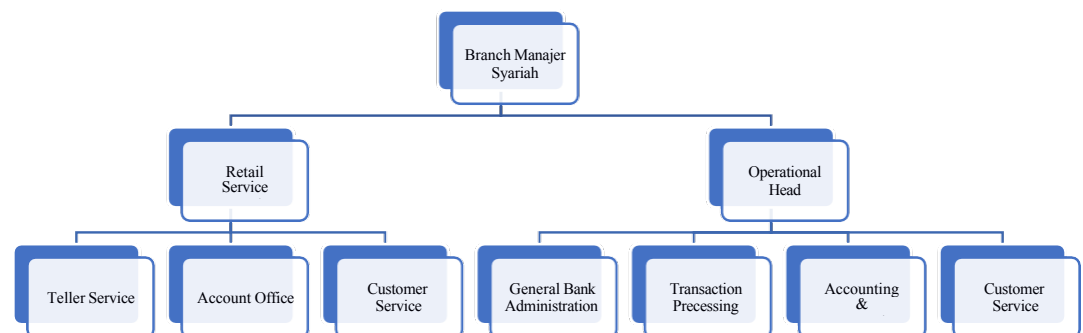 Branch Manajer
Syariah
Retail
Service
Operational
Head
Teller Service
Account Office
Customer
Service
General Bank
Administration
Transaction
Precessing
Accounting
&
Customer
Service